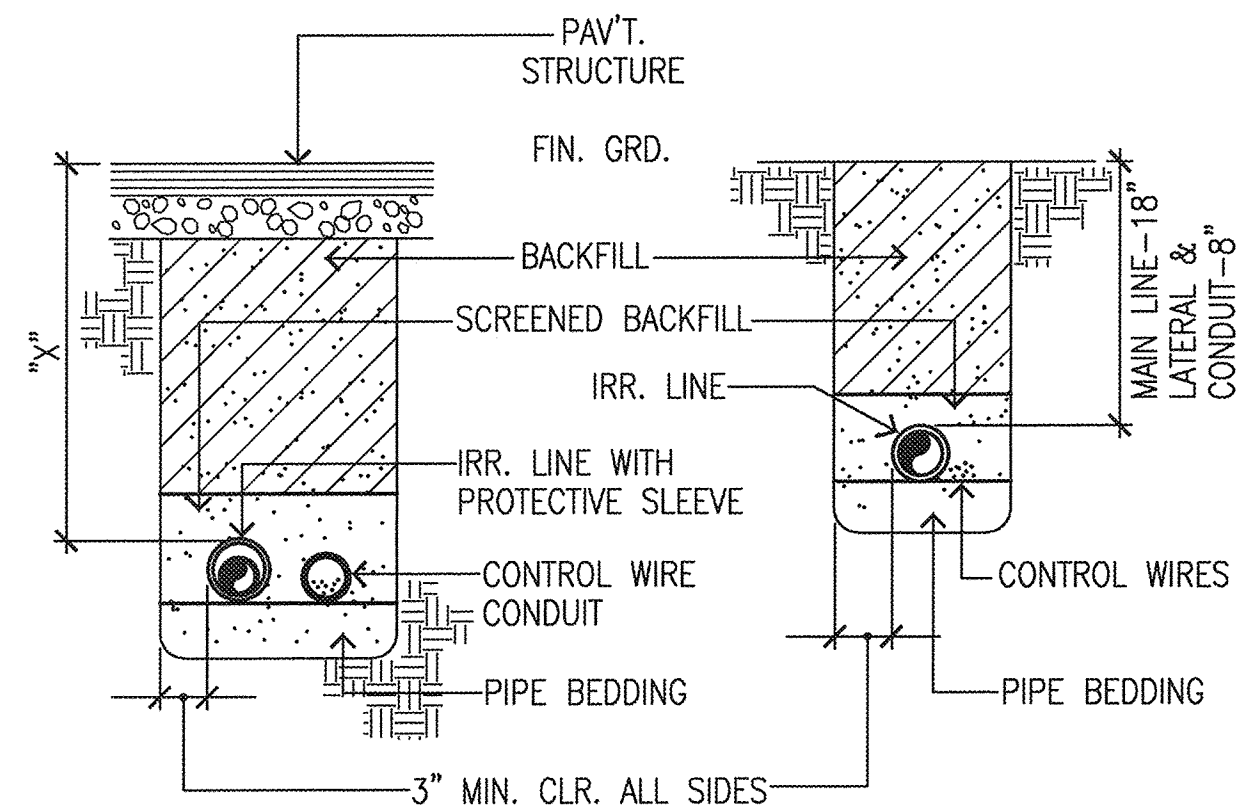 PAV'T.
STRUCTURE
FIN. GRD.
BACKFILL
SCREENED BACKFILL
IRR. LINE
IRR. LINE WITH
PROTECTIVE SLEEVE
CONTROL WIRE
CONDUIT
PIPE BEDDING
3" MIN. CLR. ALL SIDES
"X"
MAIN LINE-18"
LATERAL &
CONDUIT-8"
CONTROL WIRES
PIPE BEDDING